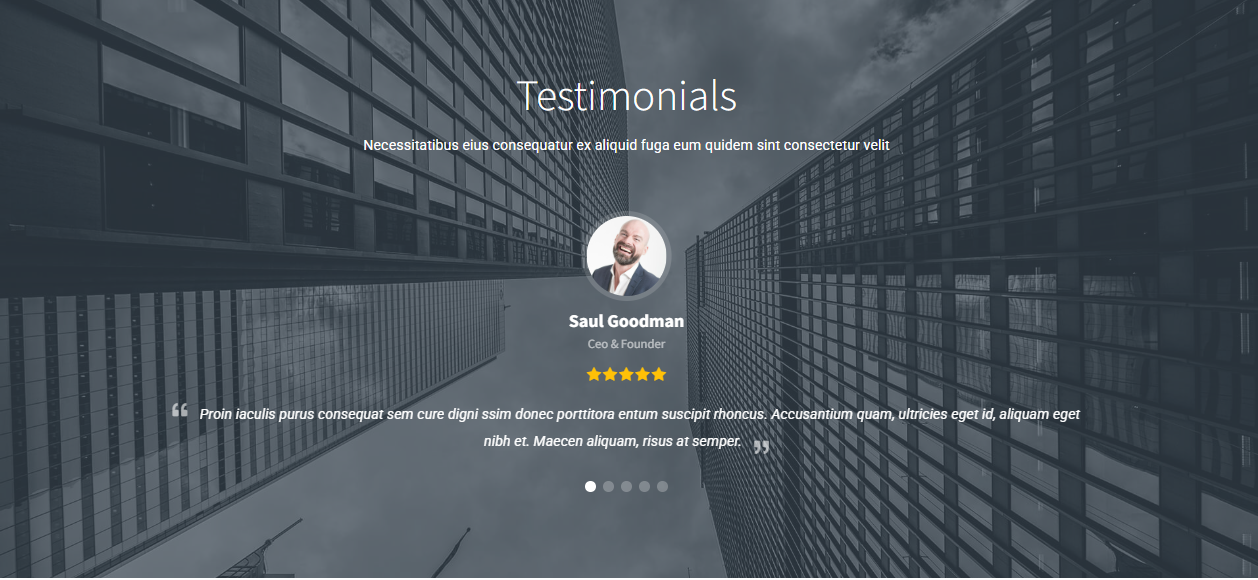 Testimonials
Necessitatibus eius consequatur ex aliquid fuga eum quidem sint consectetur velit
Saul Goodman
Ceo & Founder
“ Proin iaculis purus consequat sem cure digni ssim donec porttitora entum suscipit rhoncus. Accusantium quam, ultricies eget id, aliquam eget
nibh et. Maecen aliquam, risus at semper. ”